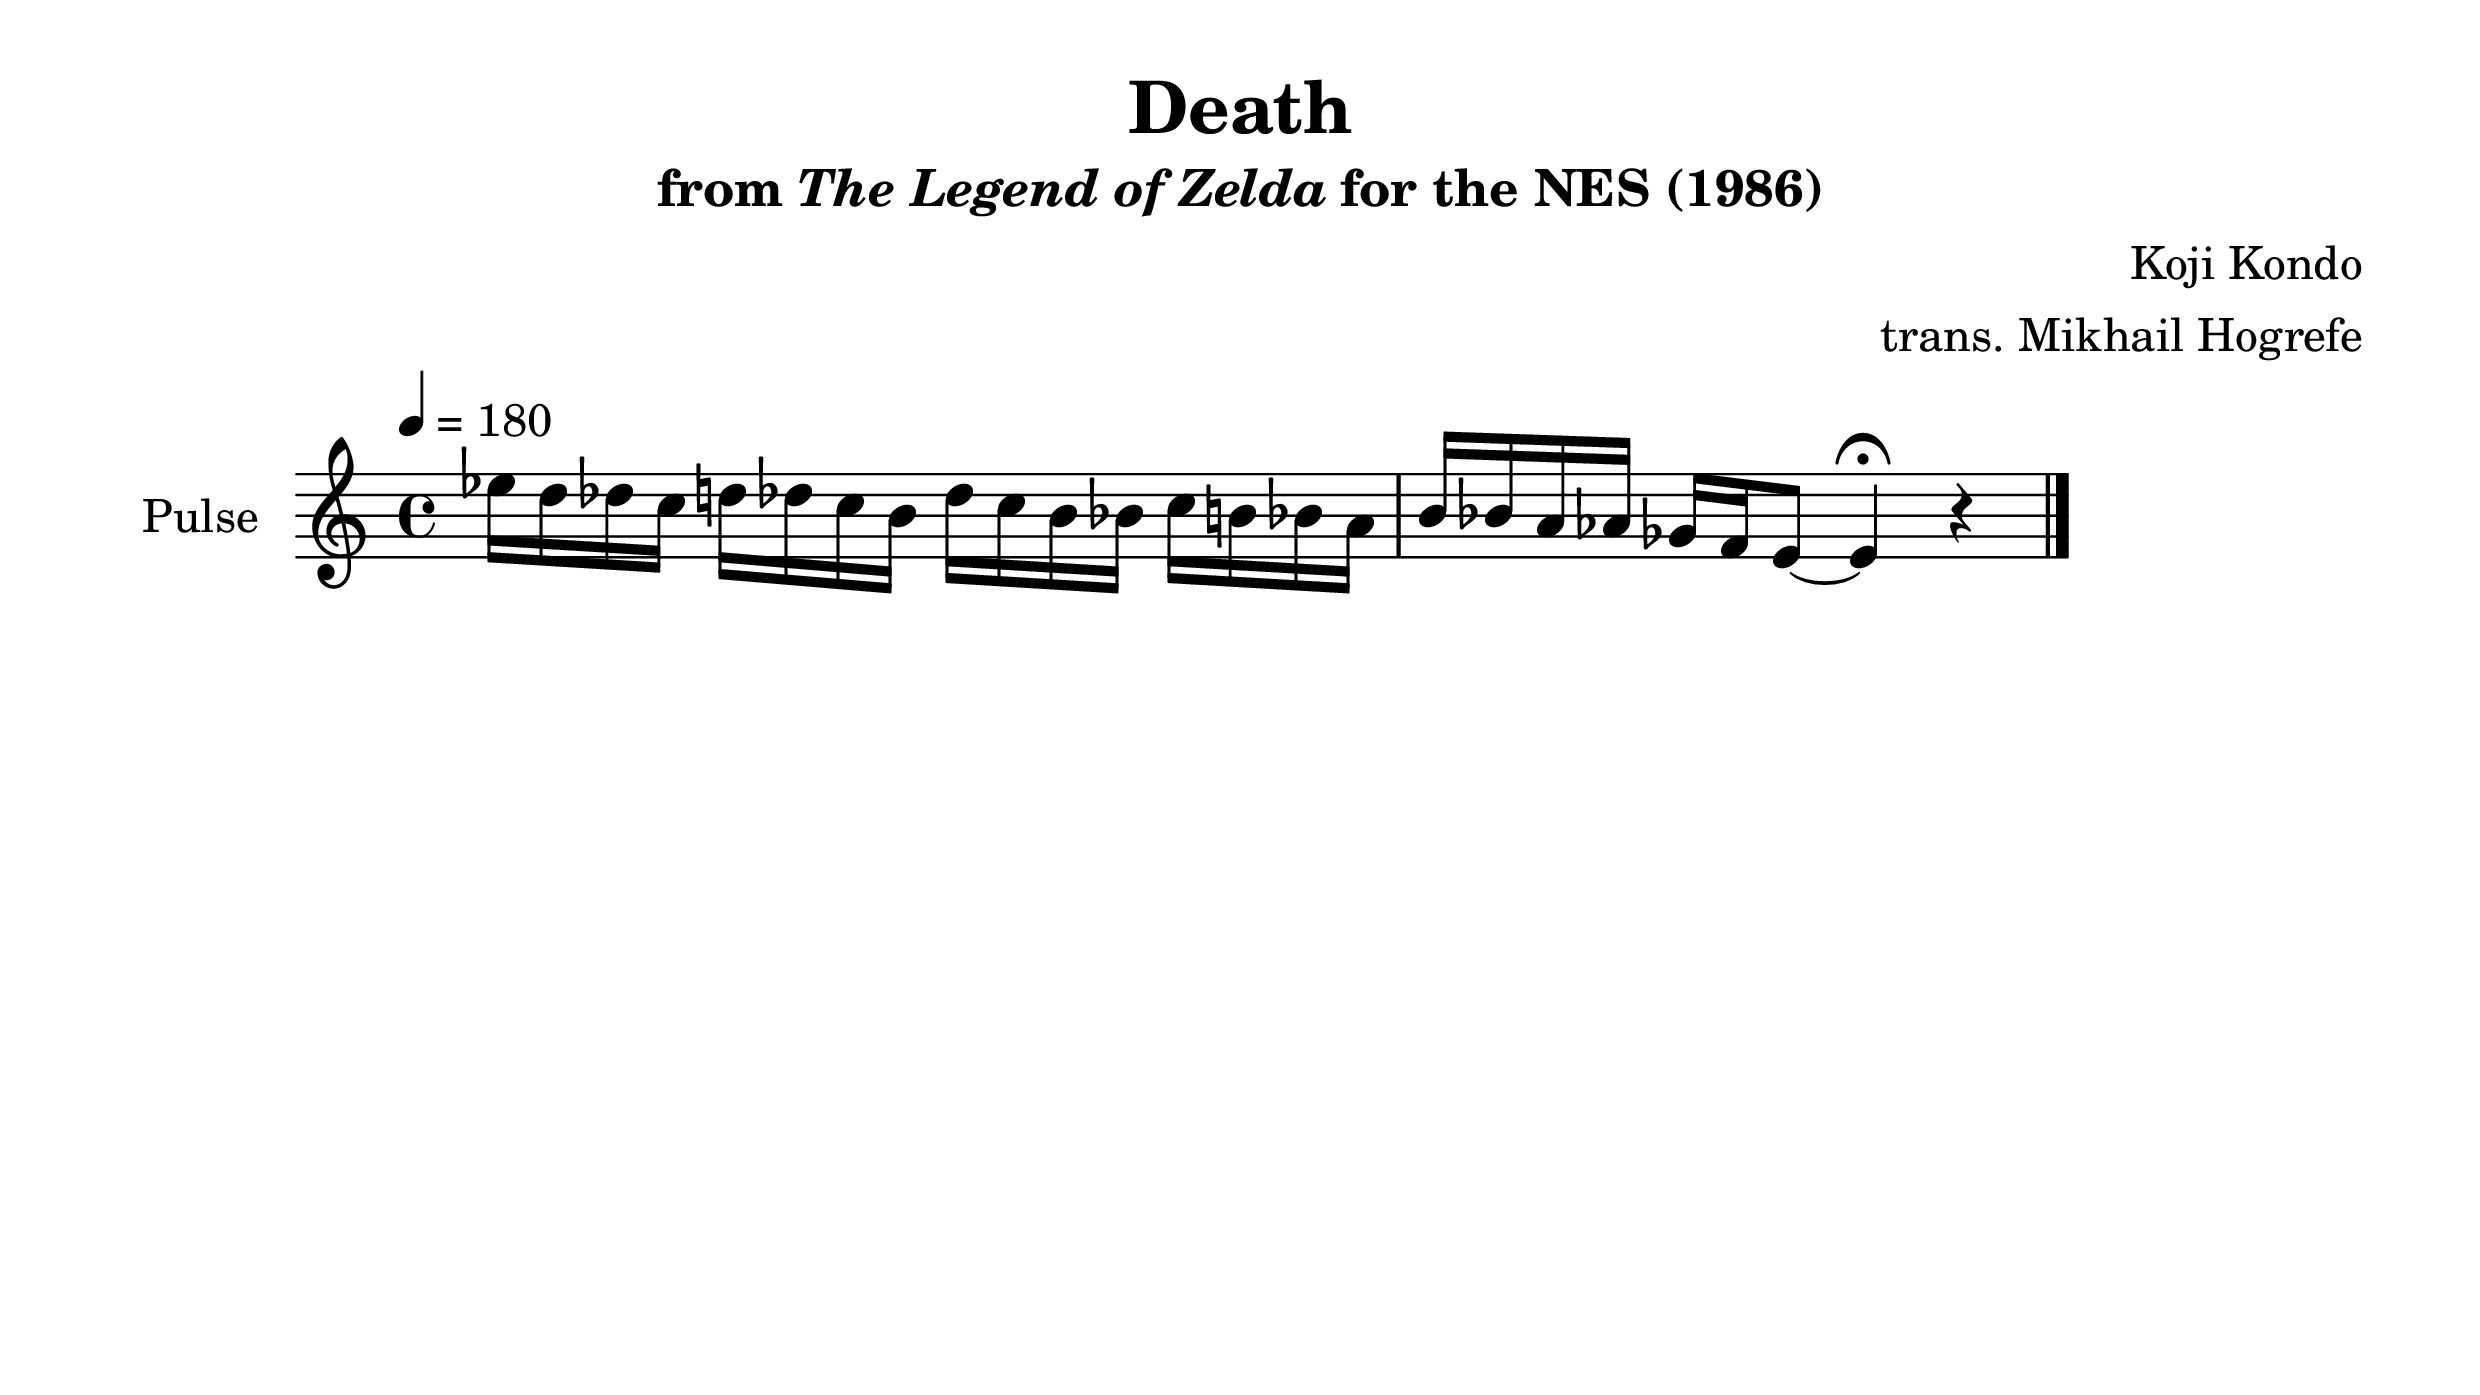 Death
from The Legend of Zelda for the NES (1986)
Koji Kondo
trans. Mikhail Hogrefe
= 180
Pulse